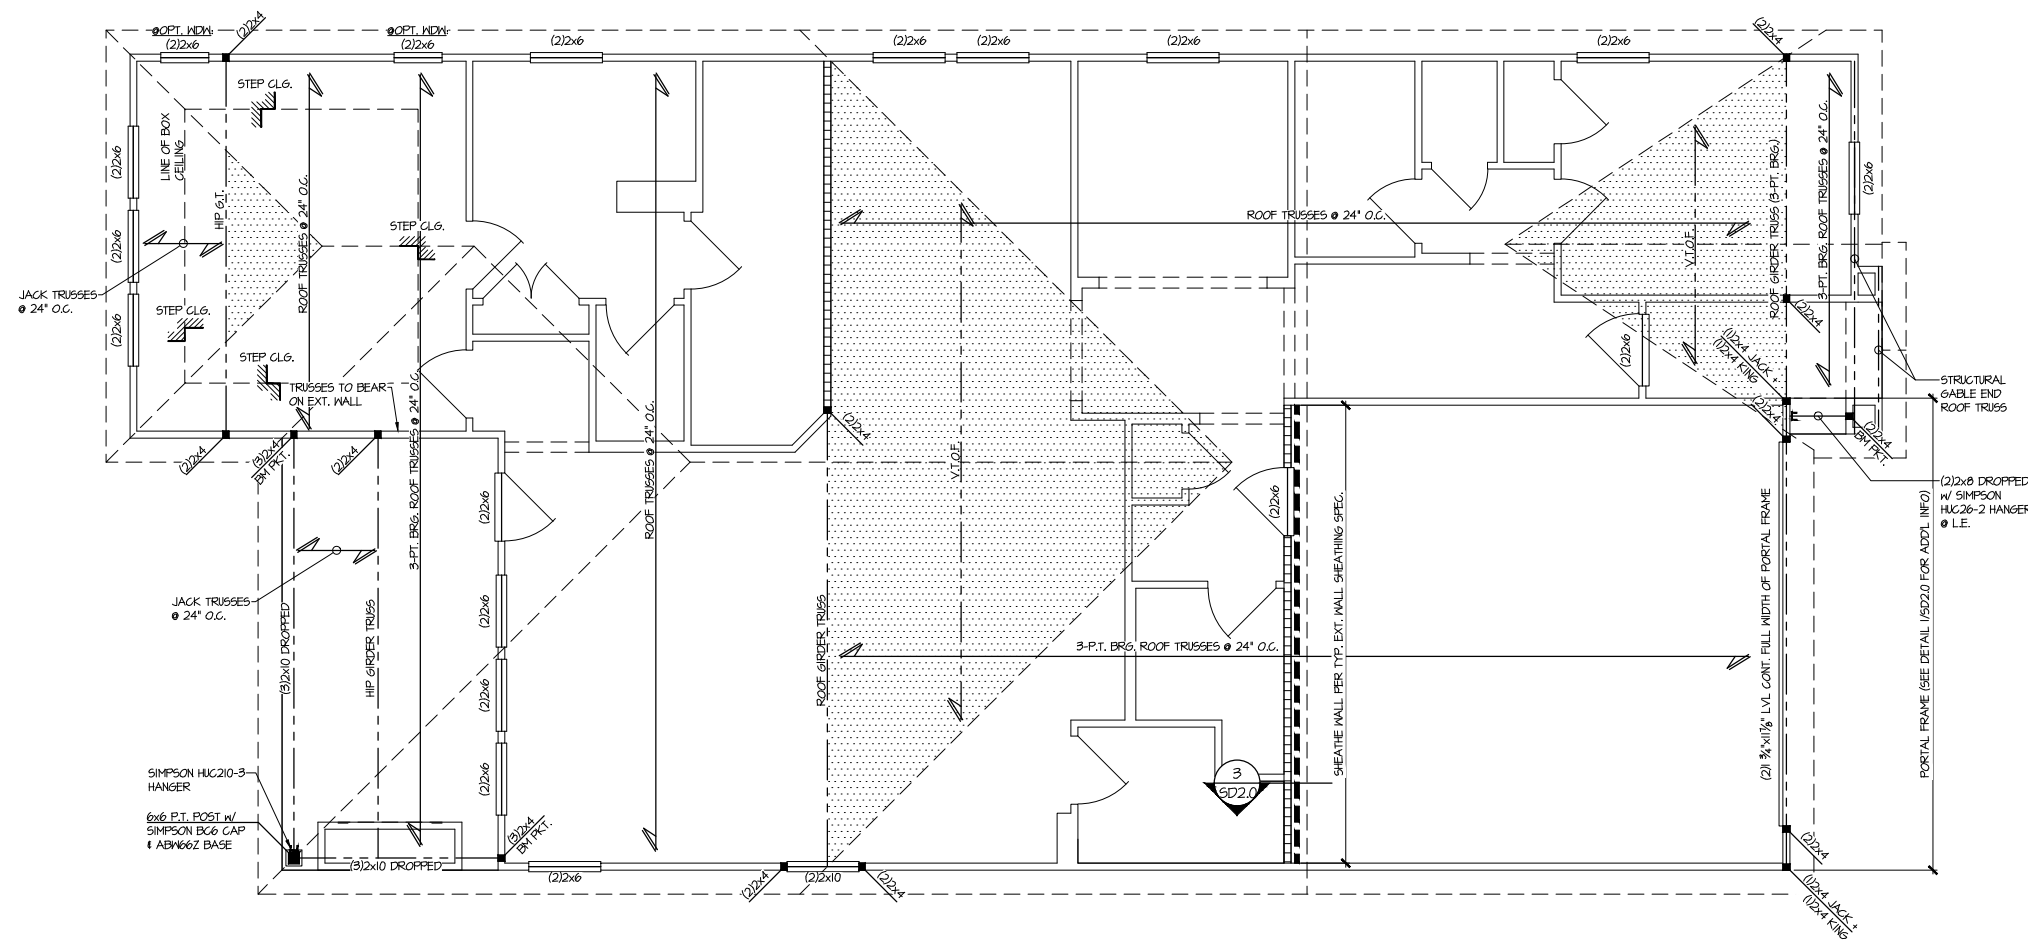 @OPT. WDW.
(2)2x6
(2)2x4
@OPT. WDW.
(2)2x6
(2)2x6
(2)2x6
(2)2x6
(2)2x6
(2)2x6
(2)2x4
STEP CLG.
LINE OF BOX
CEILING
(2)2x6
HIP G.T.
ROOF TRUSSES @ 24" O.C.
STEP CLG.
(2)2x6
JACK TRUSSES
@ 24" O.C.
STEP CLG.
(2)2x6
STEP CLG.
TRUSSES TO BEAR
ON EXT. WALL
ROOF TRUSSES @ 24" O.C.
V.T.O.F.
ROOF GIRDER TRUSS (3-PT. BRG.)
3-PT. BRG. ROOF TRUSSES @ 24" O.C.
(2)2x6
(2)2x4
(2)2x6
(1)2x4 JACK +
(1)2x4 KING
(2)2x4
STRUCTURAL
GABLE END
ROOF TRUSS
(2)2x4
BM PKT.
(2)2x8 DROPPED
W/ SIMPSON
HUC26-2 HANGER
@ L.E.
(2)2x4
(3)2x4
BM PKT.
(2)2x4
3-PT. BRG. ROOF TRUSSES @ 24" O.C.
ROOF TRUSSES @ 24" O.C.
(2)2x4
V.T.O.F.
(2)2x6
(2)2x6
SHEATHE WALL PER TYP. EXT. WALL SHEATHING SPEC.
(2)1 3/4"x11 7/8" LVL CONT. FULL WIDTH OF PORTAL FRAME
PORTAL FRAME (SEE DETAIL 1/SD2.0 FOR ADD'L INFO)
JACK TRUSSES
@ 24" O.C.
(3)2x10 DROPPED
HIP GIRDER TRUSS
(2)2x6
(2)2x6
(2)2x6
ROOF GIRDER TRUSS
3-P.T. BRG. ROOF TRUSSES @ 24" O.C.
SIMPSON HUC210-3
HANGER
6x6 P.T. POST W/
SIMPSON BC6 CAP
& ABW66Z BASE
(3)2x10 DROPPED
(3)2x4
BM PKT.
(2)2x6
(2)2x4
(2)2x10
(2)2x4
3
SD2.0
(2)2x4
(1)2x4 JACK +
(1)2x4 KING